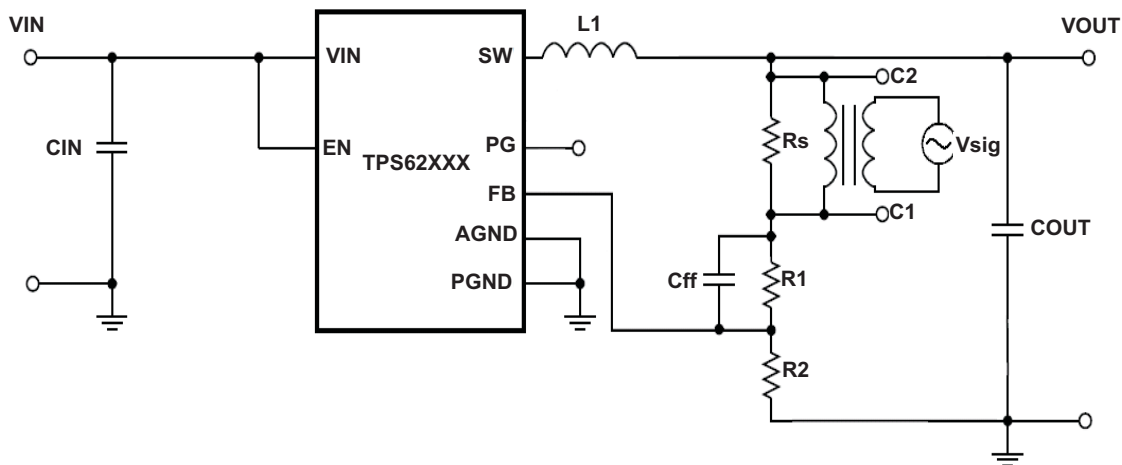 VIN
L1
VOUT
VIN
SW
C2
CIN
EN
PG
Rs
Vsig
TPS62XXX
FB
C1
AGND
COUT
Cff
R1
PGND
R2